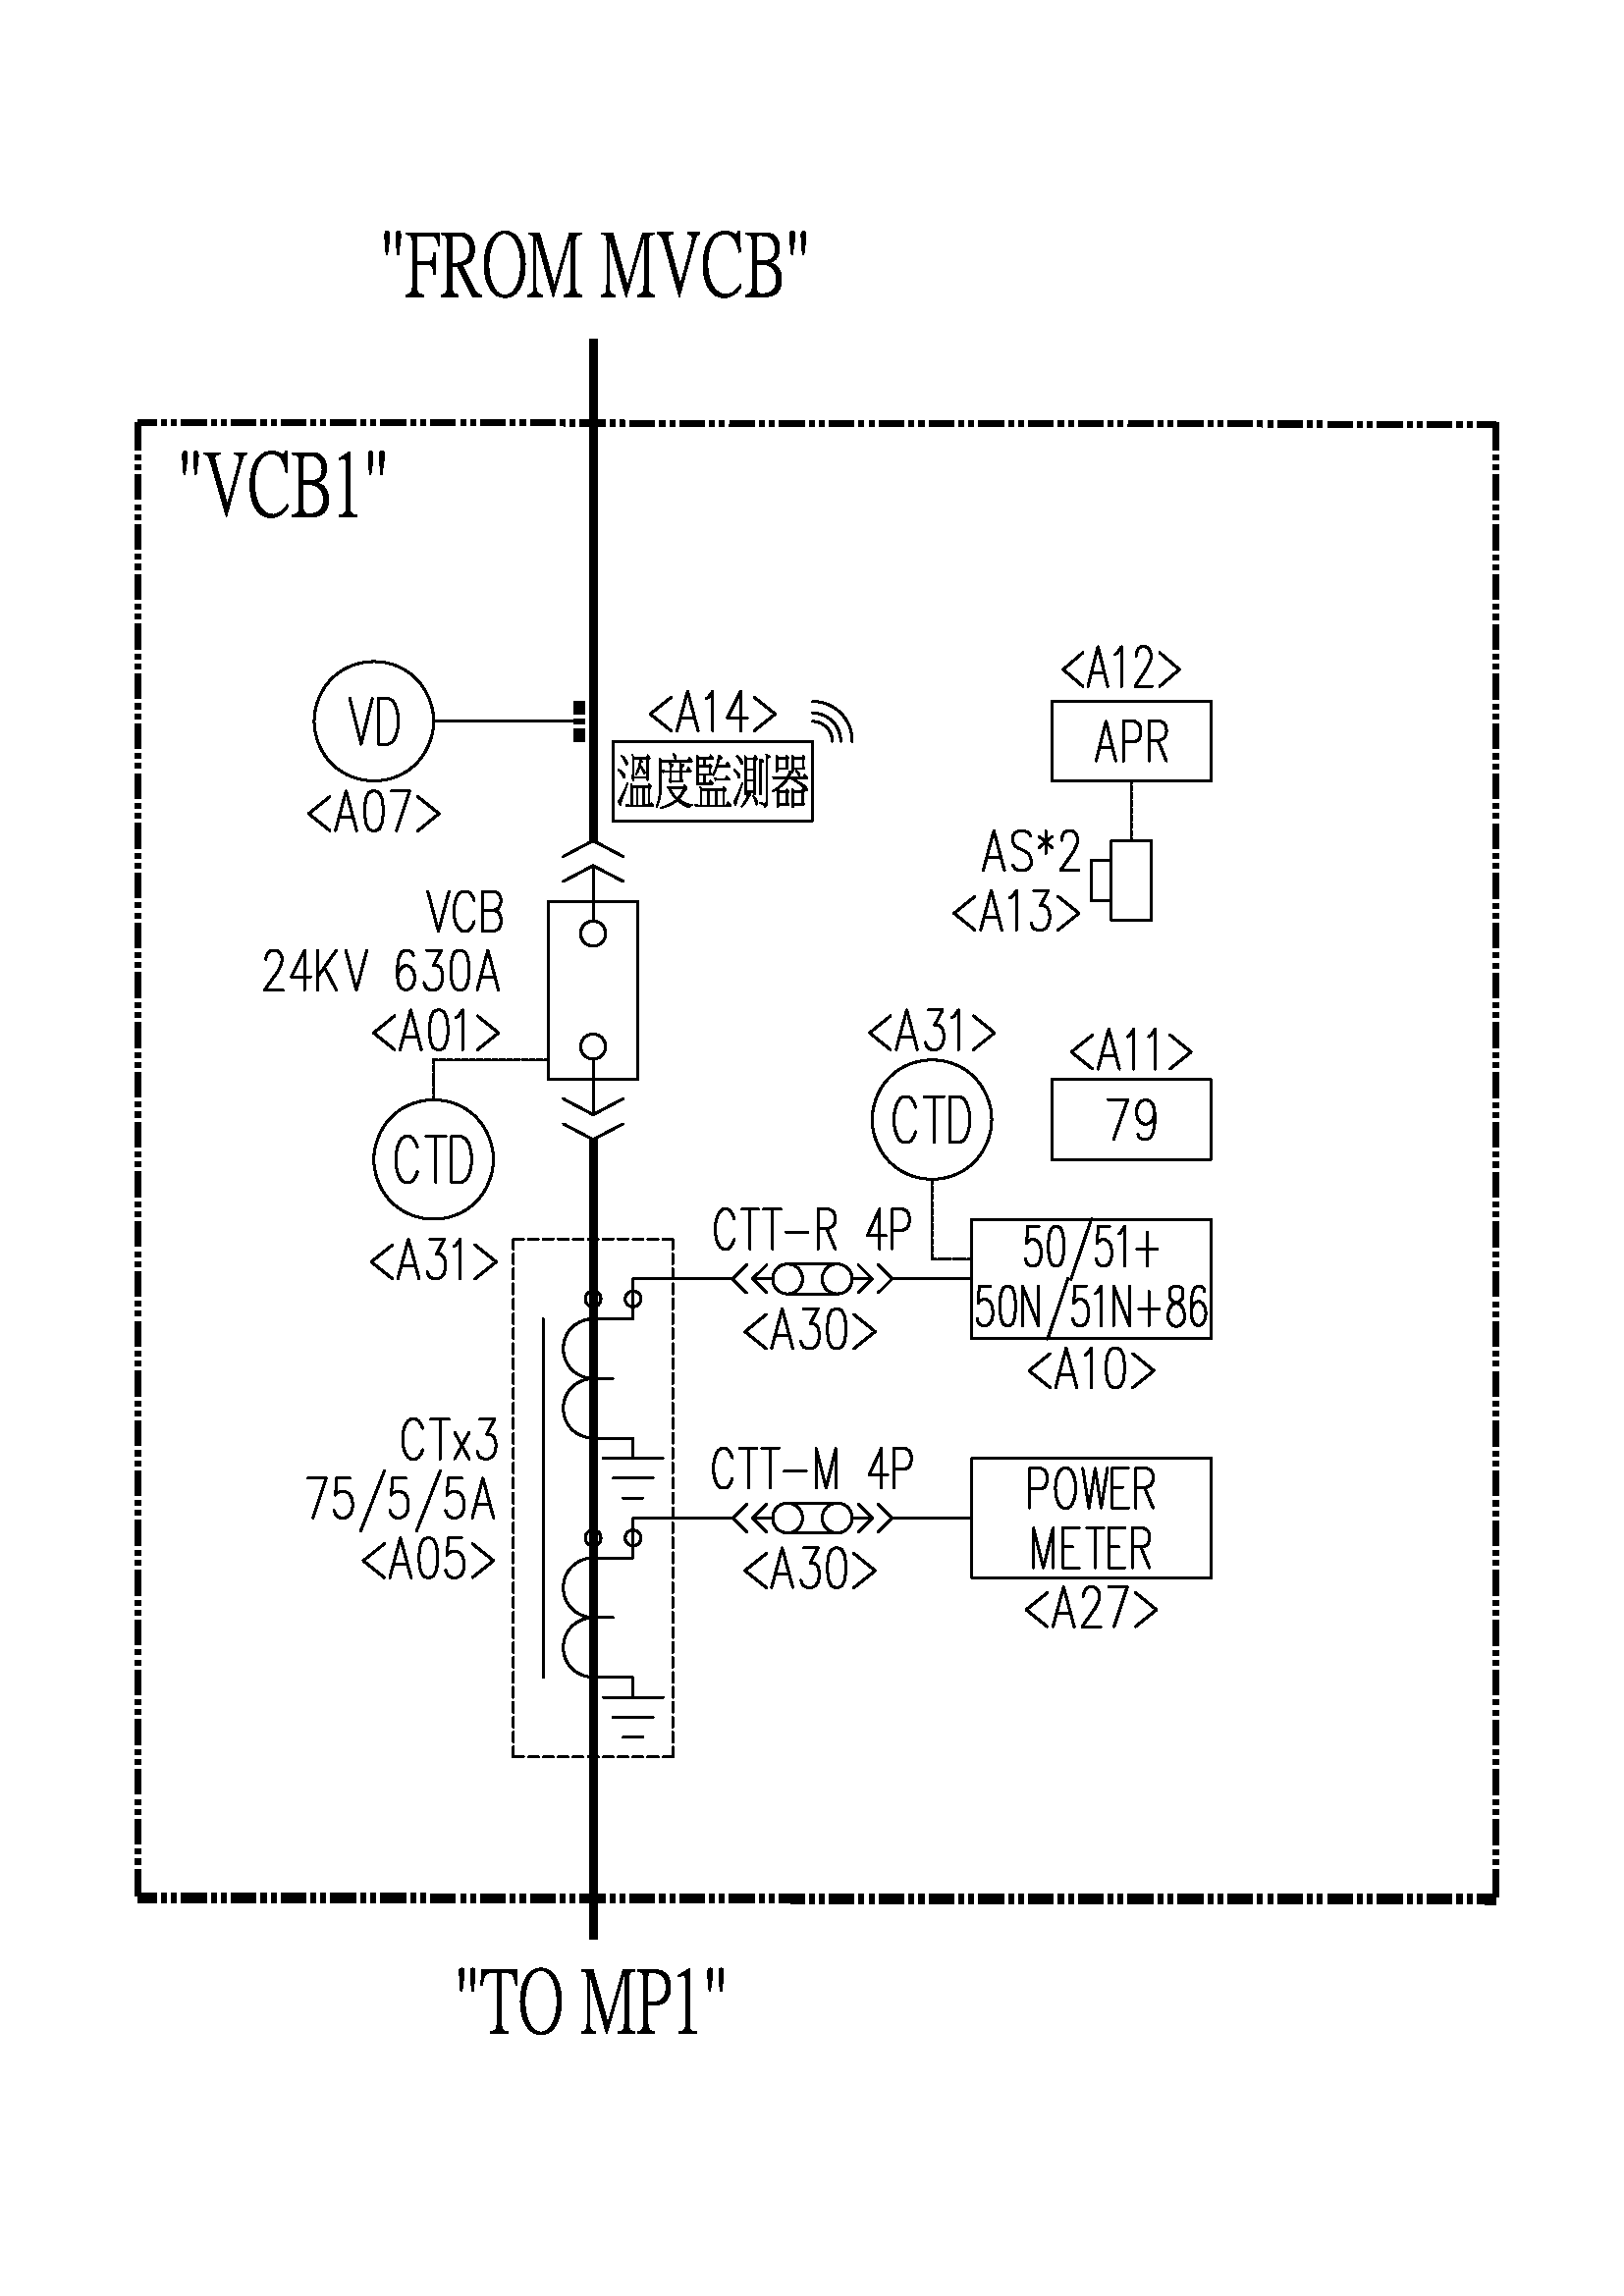 "FROM MVCB"
"VCB1"
VD
<A07>
<A14>
溫度監測器
<A12>
APR
AS*2
<A13>
VCB
24KV 630A
<A01>
CTD
<A31>
<A31>
CTD
<A11>
79
CTT-R 4P
<A30>
50/51+
50N/51N+86
<A10>
CTx3
75/5/5A
<A05>
CTT-M 4P
<A30>
POWER
METER
<A27>
"TO MP1"